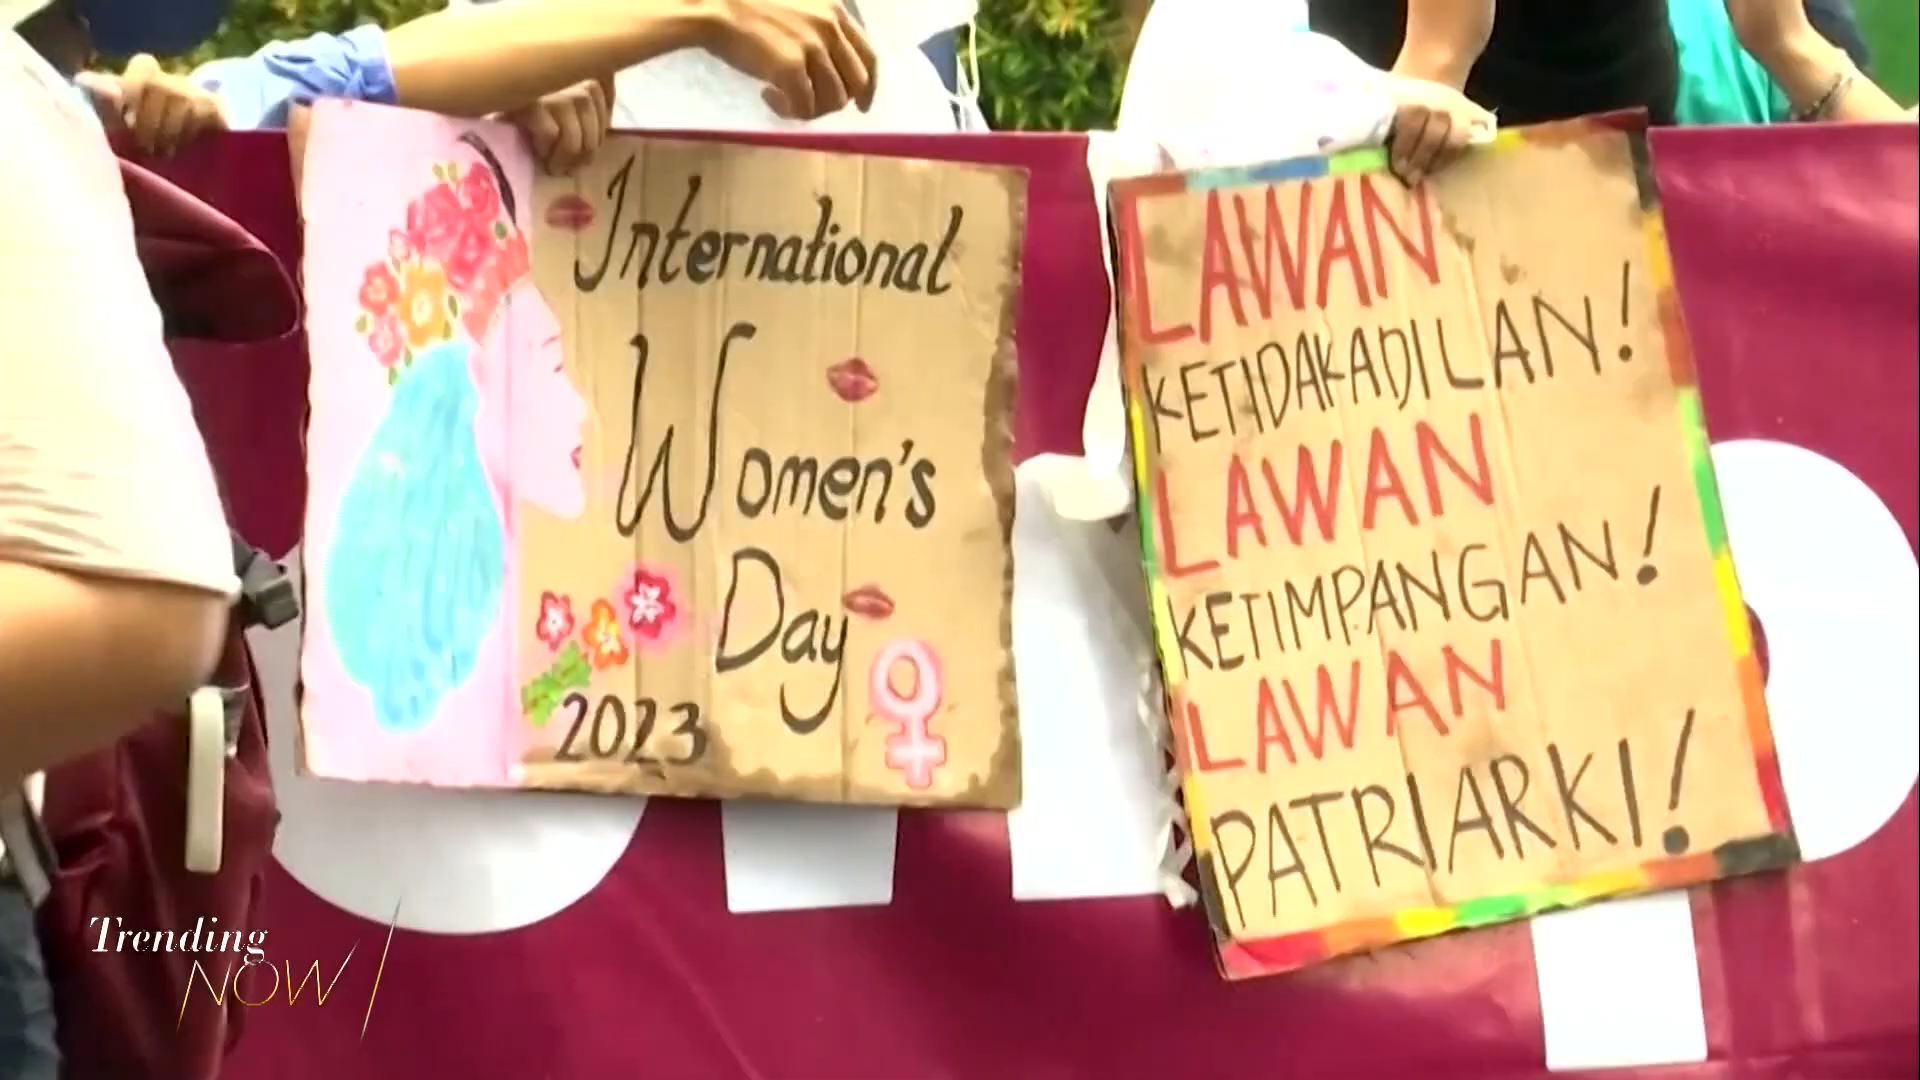 International
Women's
Day
2023
LAWAN
KETIDAKADILAN!
LAWAN
KETIMPANGAN!
LAWAN
PATRIARKI!
Trending
NOW